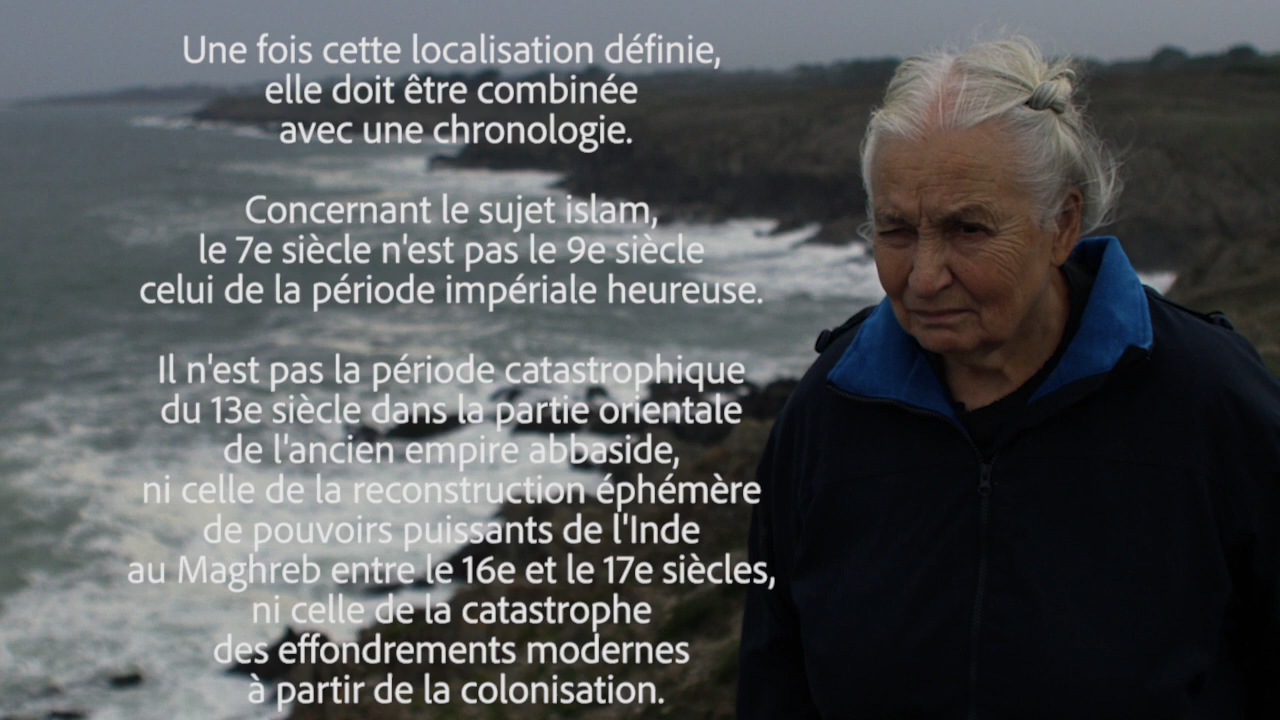 Une fois cette localisation définie,
elle doit être combinée
avec une chronologie.
Concernant le sujet islam,
le 7e siècle n'est pas le 9e siècle
celui de la période impériale heureuse.
Il n'est pas la période catastrophique
du 13e siècle dans la partie orientale
de l'ancien empire abbaside,
ni celle de la reconstruction éphémère
de pouvoirs puissants de l'Inde
au Maghreb entre le 16e et le 17e siècles,
ni celle de la catastrophe
des effondrements modernes
à partir de la colonisation.